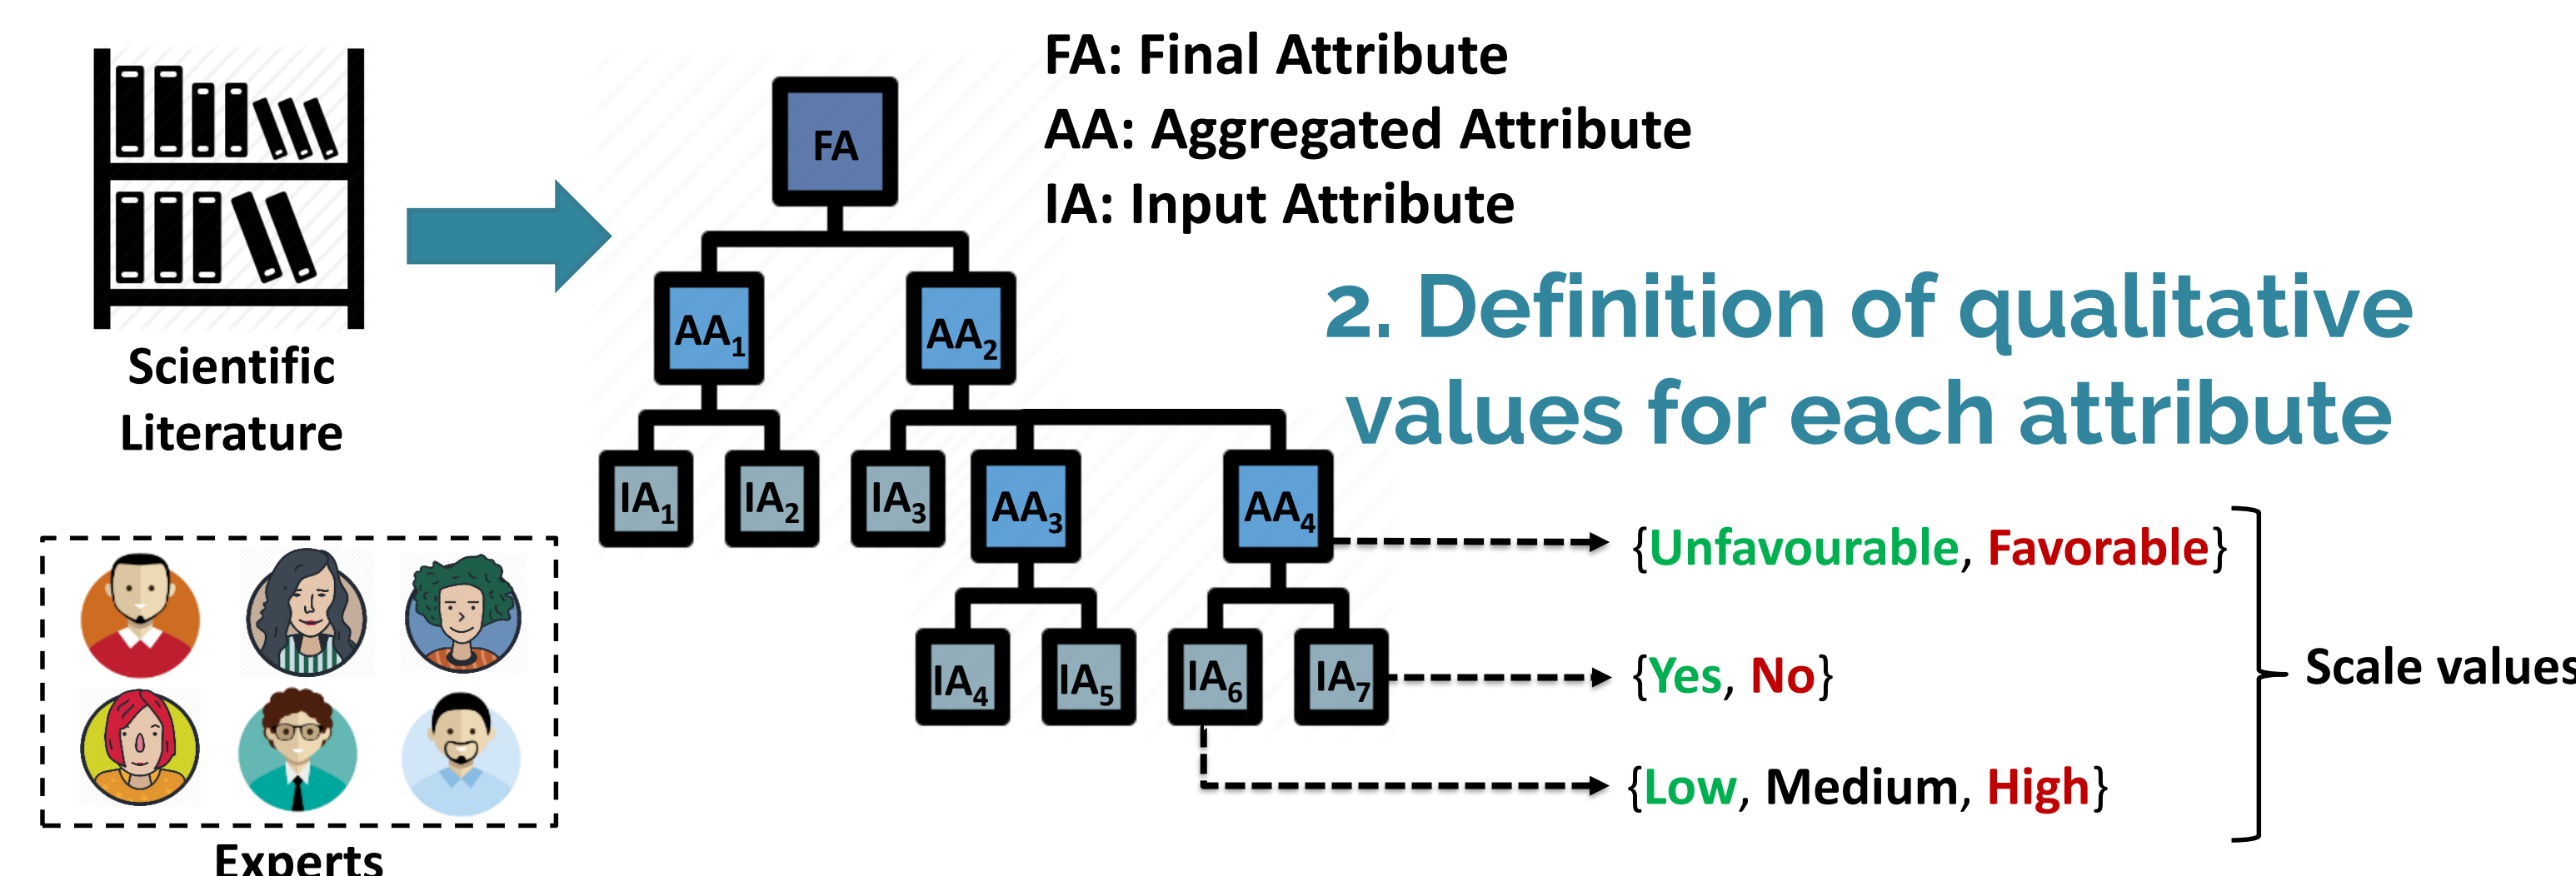 FA: Final Attribute
AA: Aggregated Attribute
IA: Input Attribute
FA
Scientific
Literature
2. Definition of qualitative
values for each attribute
AA1
AA2
IA1
IA2
IA3
AA3
AA4
{Unfavourable, Favorable}
IA4
IA5
IA6
IA7
{Yes, No}
Scale values
{Low, Medium, High}
Experts